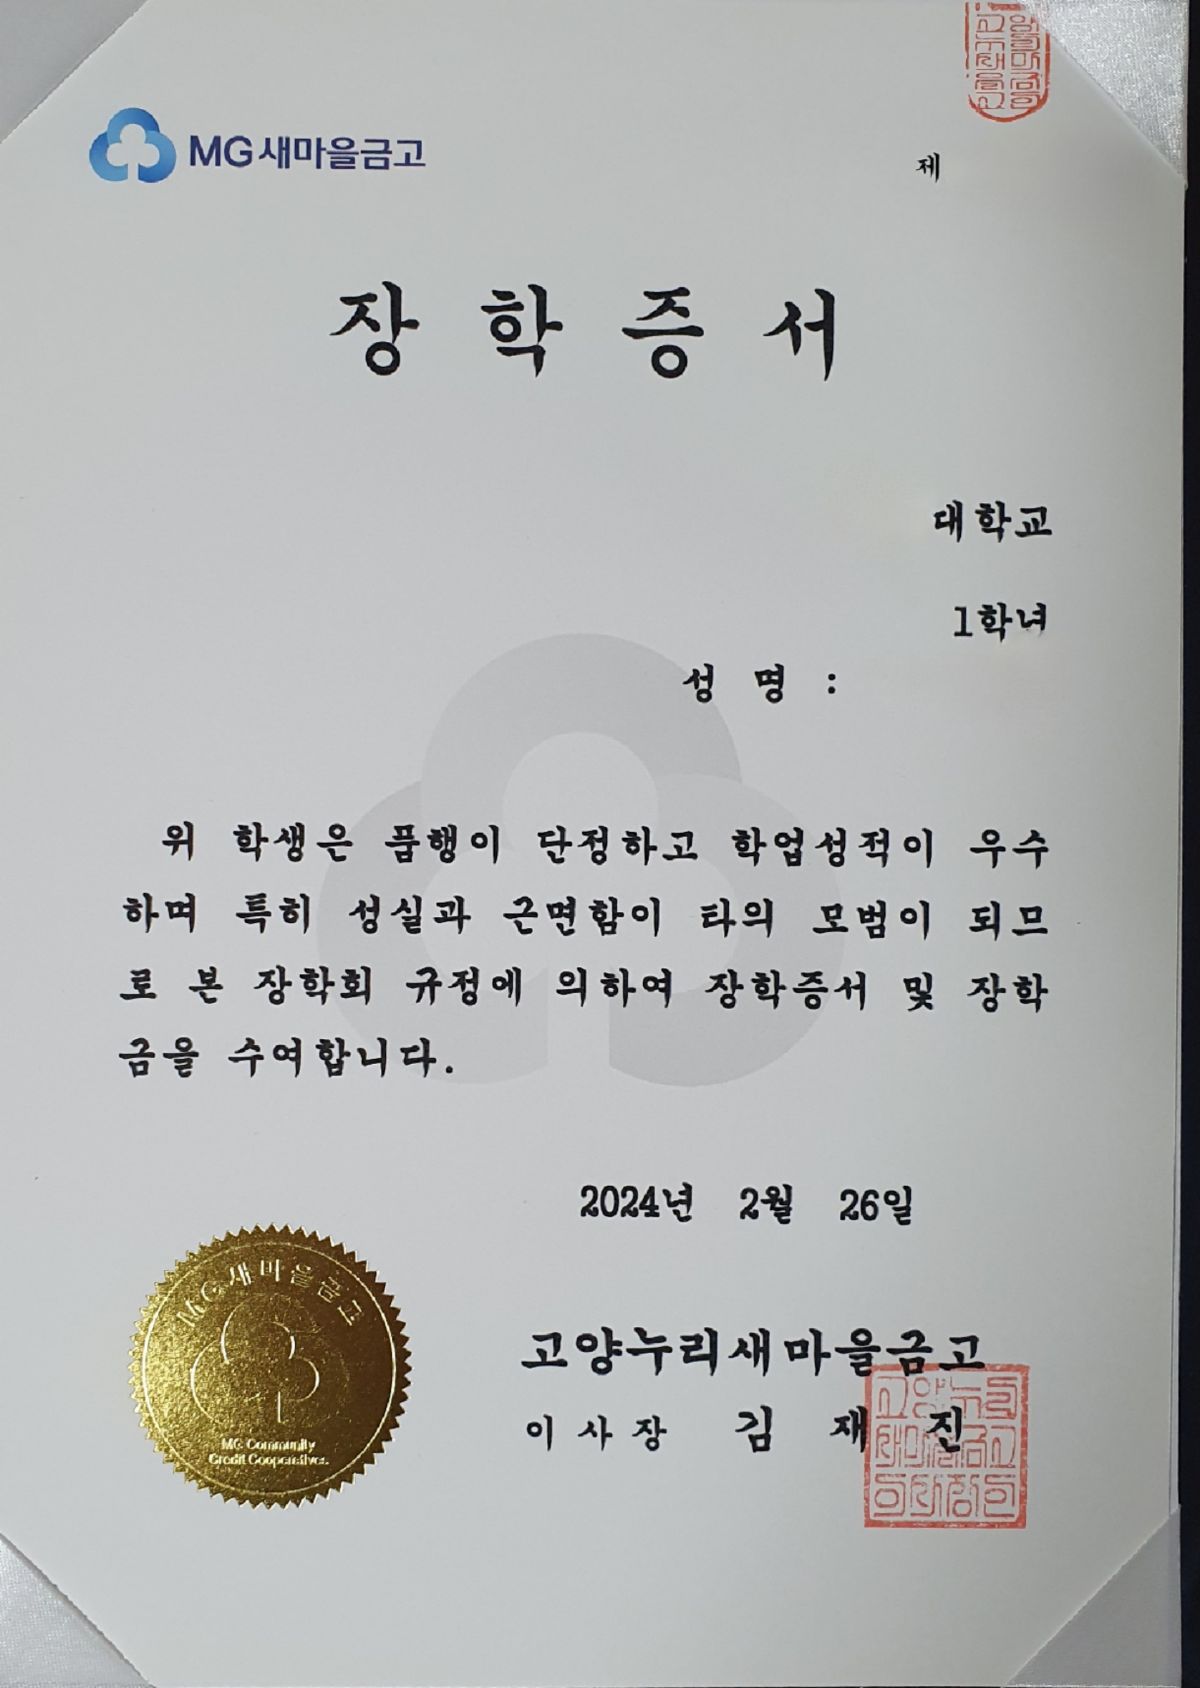 MG새마을금고
제
장학증서
대학교
1학녀
성 명 :
위 학생은 품행이 단정하고 학업성적이 우수
하며 특히 성실과 근면함이 타의 모범이 되므
로 본 장학회 규정에 의하여 장학증서 및 장학
금을 수여합니다.
2024년 2월 26일
MG새마을금고
MG Community
Credit Cooperatives
고양누리새마을금고
이사장 김재진